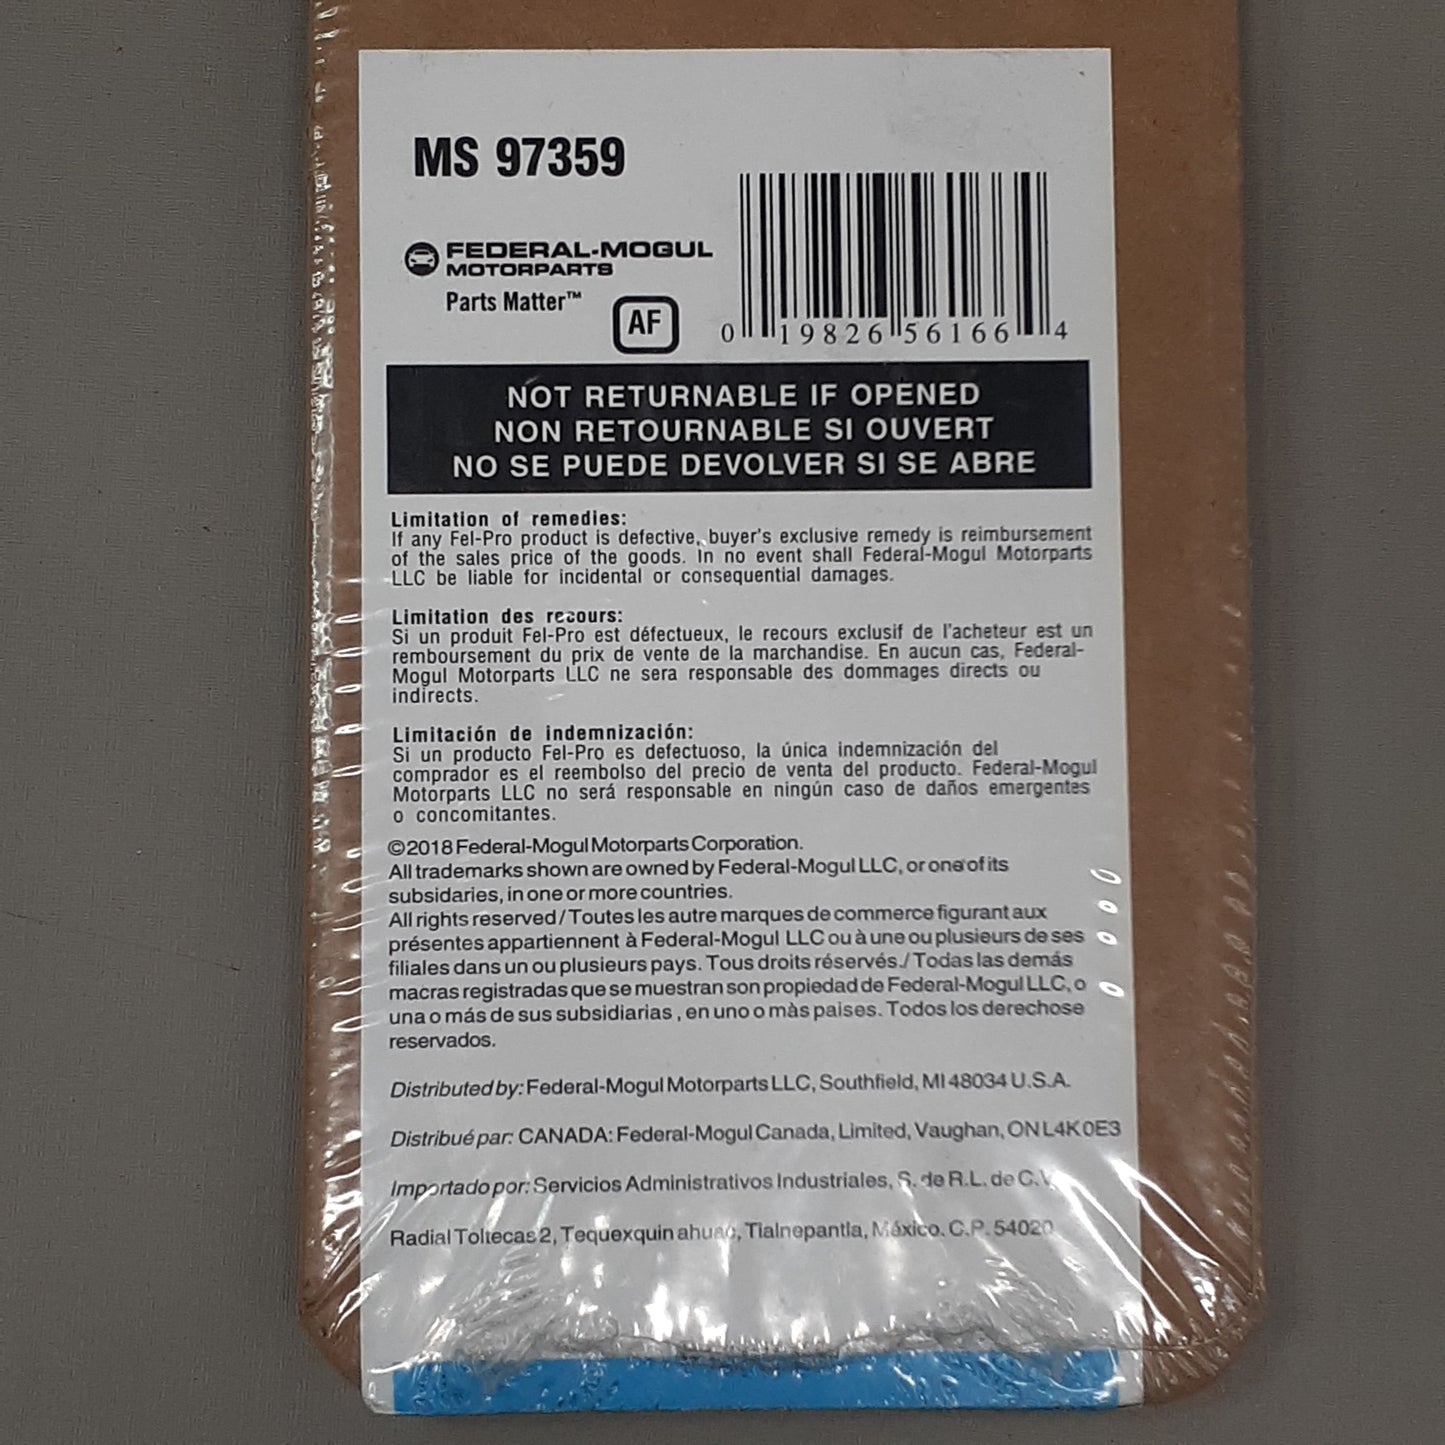 MS 97359
FEDERAL-MOGUL
MOTORPARTS
Parts Matter™
AF
0 19826 56166 4
NOT RETURNABLE IF OPENED
NON RETOURNABLE SI OUVERT
NO SE PUEDE DEVOLVER SI SE ABRE
Limitation of remedies:
If any Fel-Pro product is defective, buyer's exclusive remedy is reimbursement
of the sales price of the goods. In no event shall Federal-Mogul Motorparts
LLC be liable for incidental or consequential damages.
Limitation des recours:
Si un produit Fel-Pro est défectueux, le recours exclusif de l'acheteur est un
remboursement du prix de vente de la marchandise. En aucun cas, Federal-
Mogul Motorparts LLC ne sera responsable des dommages directs ou
indirects.
Limitación de indemnización:
Si un producto Fel-Pro es defectuoso, la única indemnización del
comprador es el reembolso del precio de venta del producto. Federal-Mogul
Motorparts LLC no será responsable en ningún caso de daños emergentes
o concomitantes.
©2018 Federal-Mogul Motorparts Corporation.
All trademarks shown are owned by Federal-Mogul LLC, or one of its
subsidaries, in one or more countries.
All rights reserved / Toutes les autre marques de commerce figurant aux
présentes appartiennent à Federal-Mogul LLC ou à une ou plusieurs de ses
filiales dans un ou plusieurs pays. Tous droits réservés./ Todas las demás
macras registradas que se muestran son propiedad de Federal-Mogul LLC, o
una o más de sus subsidiarias , en uno o màs paises. Todos los derechose
reservados.
Distributed by: Federal-Mogul Motorparts LLC, Southfield, MI 48034 U.S.A.
Distribué par: CANADA: Federal-Mogul Canada, Limited, Vaughan, ON L4K 0E3
Importado por: Servicios Administrativos Industriales, S. de R.L. de C.V.
Radial Toltecas 2, Tequexquin ahuac, Tlalnepantla, México. C.P. 54020